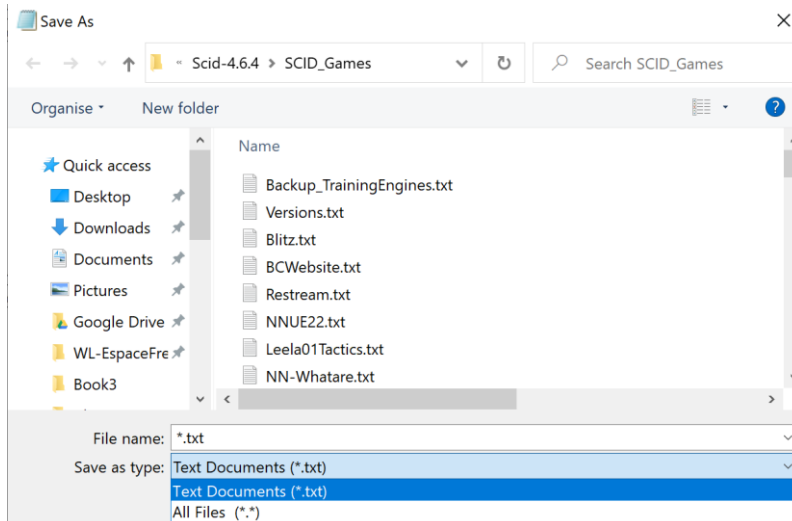 Save As
« Scid-4.6.4 > SCID_Games
Search SCID_Games
Organise
New folder
Name
Quick access
Desktop
Downloads
Documents
Pictures
Google Drive
WL-EspaceFre
Book3
Backup_TrainingEngines.txt
Versions.txt
Blitz.txt
BCWebsite.txt
Restream.txt
NNUE22.txt
Leela01Tactics.txt
NN-Whatare.txt
File name: *.txt
Save as type: Text Documents (*.txt)
Text Documents (*.txt)
All Files (*.*)